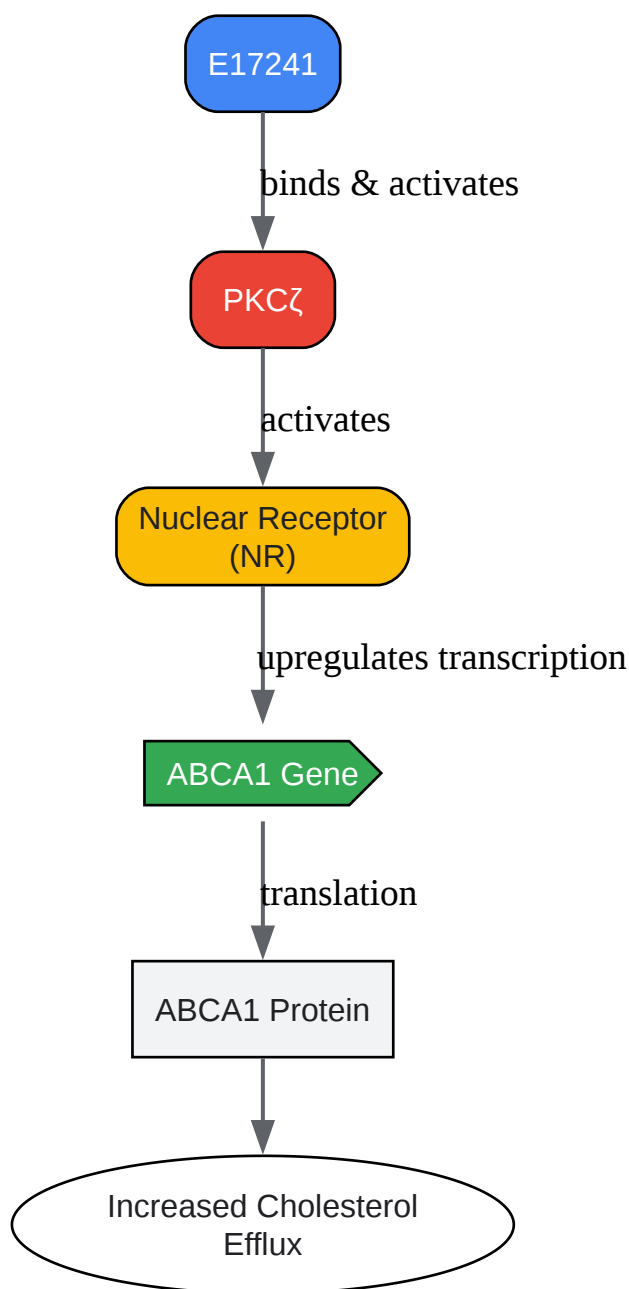 E17241
binds & activates
PKCζ
activates
Nuclear Receptor
(NR)
upregulates transcription
ABCA1 Gene
translation
ABCA1 Protein
Increased Cholesterol
Efflux